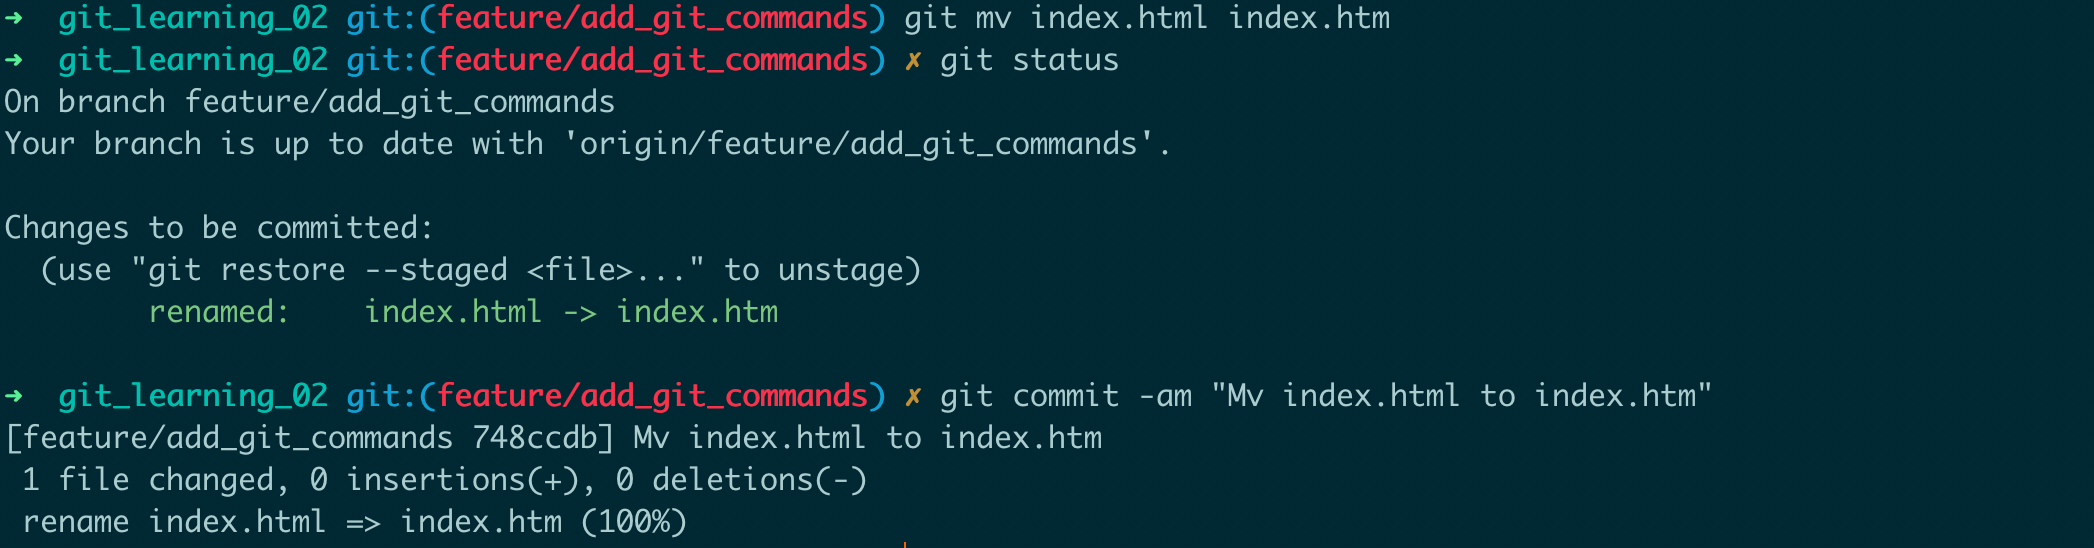 ➜  git_learning_02 git:(feature/add_git_commands) git mv index.html index.htm
➜  git_learning_02 git:(feature/add_git_commands) ✗ git status
On branch feature/add_git_commands
Your branch is up to date with 'origin/feature/add_git_commands'.

Changes to be committed:
  (use "git restore --staged <file>..." to unstage)
        renamed:    index.html -> index.htm

➜  git_learning_02 git:(feature/add_git_commands) ✗ git commit -am "Mv index.html to index.htm"
[feature/add_git_commands 748ccdb] Mv index.html to index.htm
 1 file changed, 0 insertions(+), 0 deletions(-)
 rename index.html => index.htm (100%)